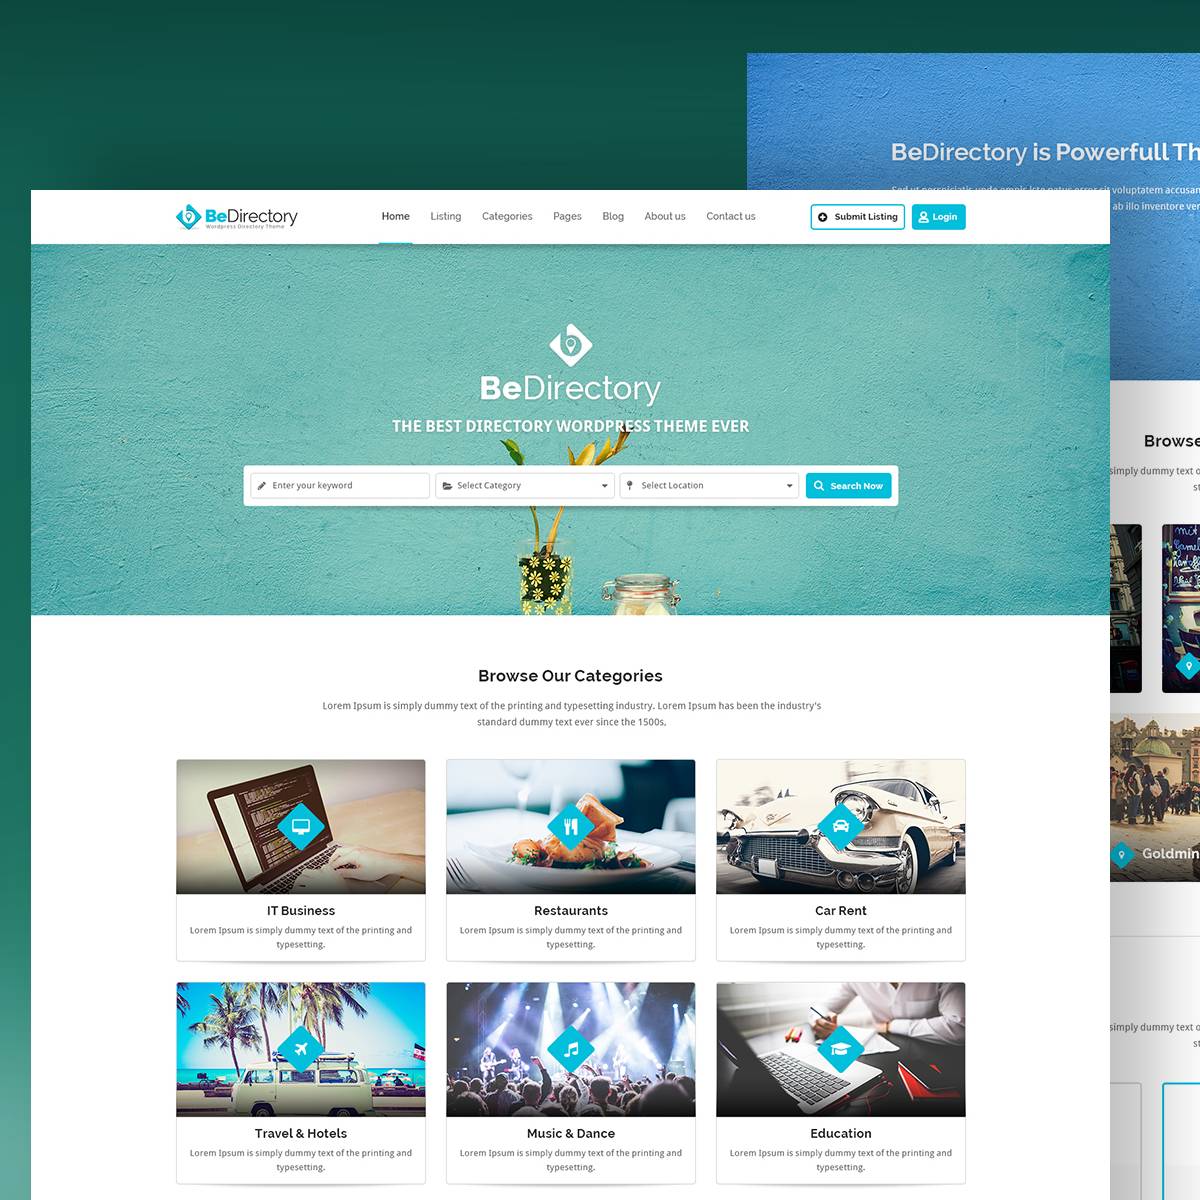 BeDirectory is Powerfull Th
Sed ut perspiciatis unde omnis iste natus error sit voluptatem accusan
ab illo inventore ver
BeDirectory
Wordpress Directory Theme
Home Listing Categories Pages Blog About us Contact us
Submit Listing Login
BeDirectory
THE BEST DIRECTORY WORDPRESS THEME EVER
Enter your keyword Select Category Select Location Search Now
Browse Our Categories
Lorem Ipsum is simply dummy text of the printing and typesetting industry. Lorem Ipsum has been the industry's
standard dummy text ever since the 1500s,
IT Business
Lorem Ipsum is simply dummy text of the printing and
typesetting.
Restaurants
Lorem Ipsum is simply dummy text of the printing and
typesetting.
Car Rent
Lorem Ipsum is simply dummy text of the printing and
typesetting.
Travel & Hotels
Lorem Ipsum is simply dummy text of the printing and
typesetting.
Music & Dance
Lorem Ipsum is simply dummy text of the printing and
typesetting.
Education
Lorem Ipsum is simply dummy text of the printing and
typesetting.
Browse
simply dummy text o
st
Goldmin
simply dummy text o
st